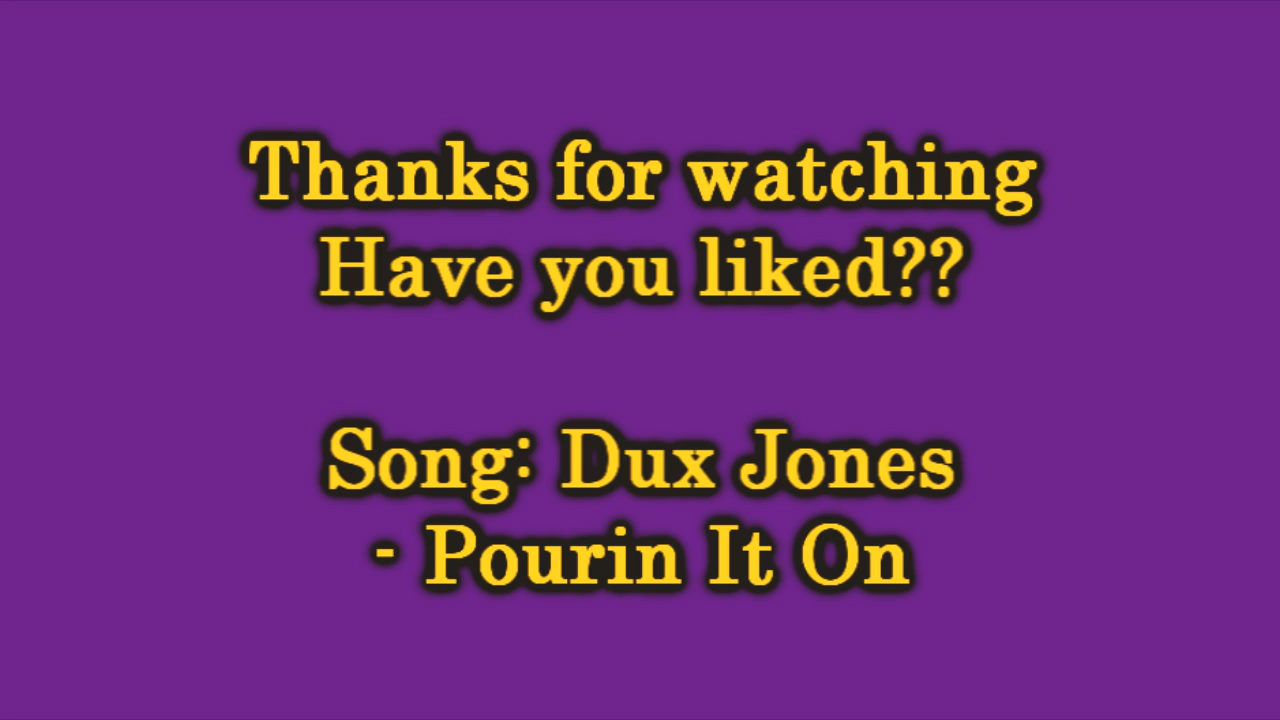 Thanks for watching
Have you liked??
Song: Dux Jones
- Pourin It On